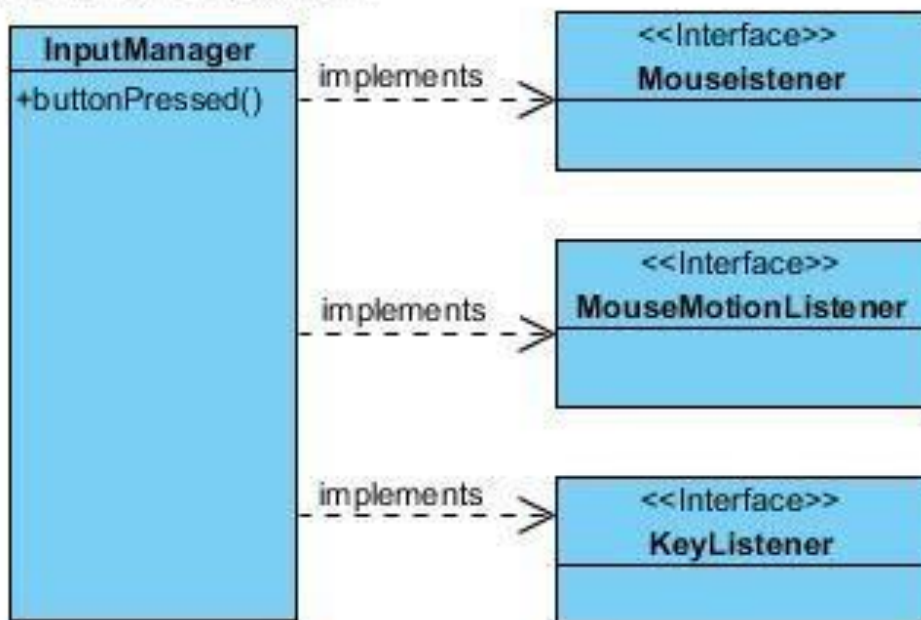 InputManager
+buttonPressed()
implements
<<Interface>>
Mouseistener
implements
<<Interface>>
MouseMotionListener
implements
<<Interface>>
KeyListener